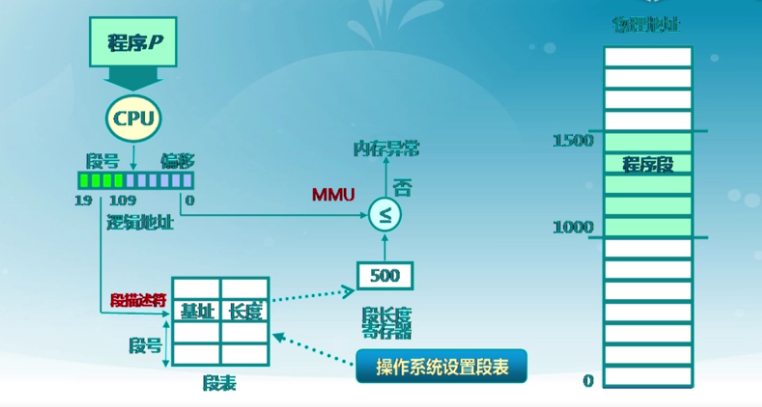 程序P
CPU
段号
偏移
19
109
0
逻辑地址
MMU
内存异常
否
≤
500
段长度
寄存器
段描述符
基址
长度
段号
段表
操作系统设置段表
物理地址
1500
程序段
1000
0